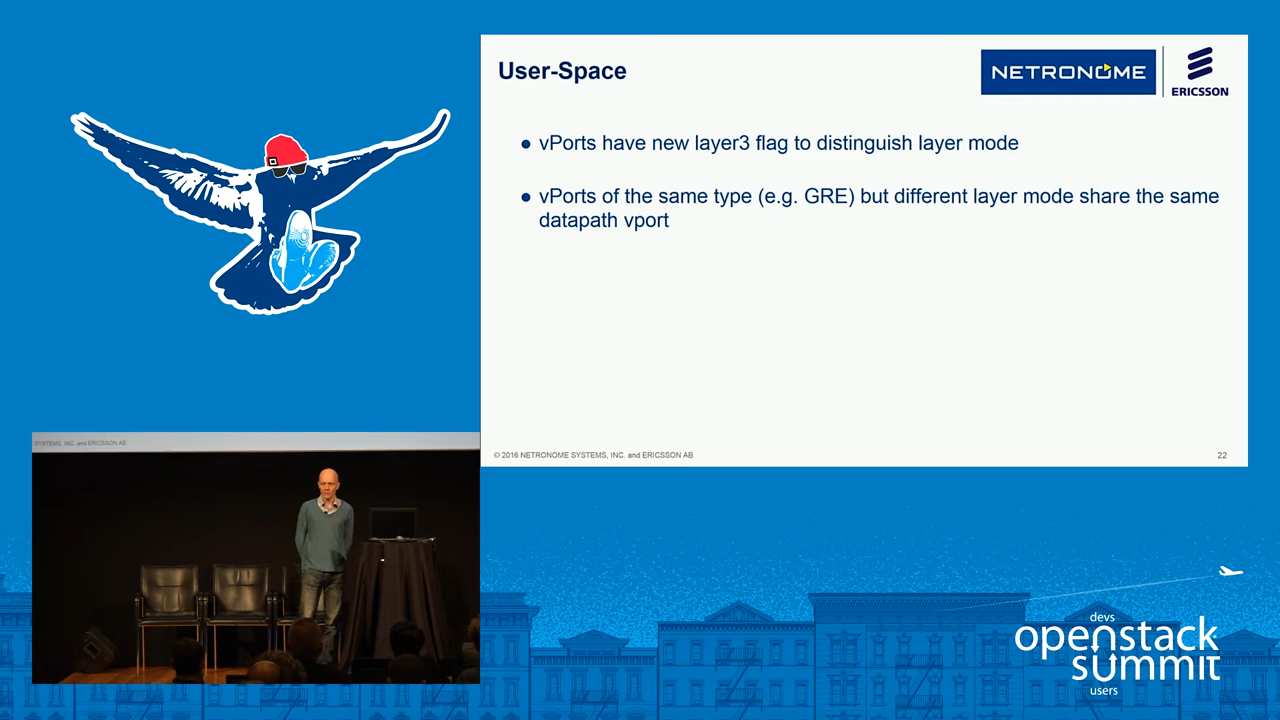 User-Space
NETRONOME
ERICSSON
● vPorts have new layer3 flag to distinguish layer mode
● vPorts of the same type (e.g. GRE) but different layer mode share the same
datapath vport
© 2016 NETRONOME SYSTEMS, INC. and ERICSSON AB
22
SYSTEMS, INC. and ERICSSON AB
devs
openstack
summit
users